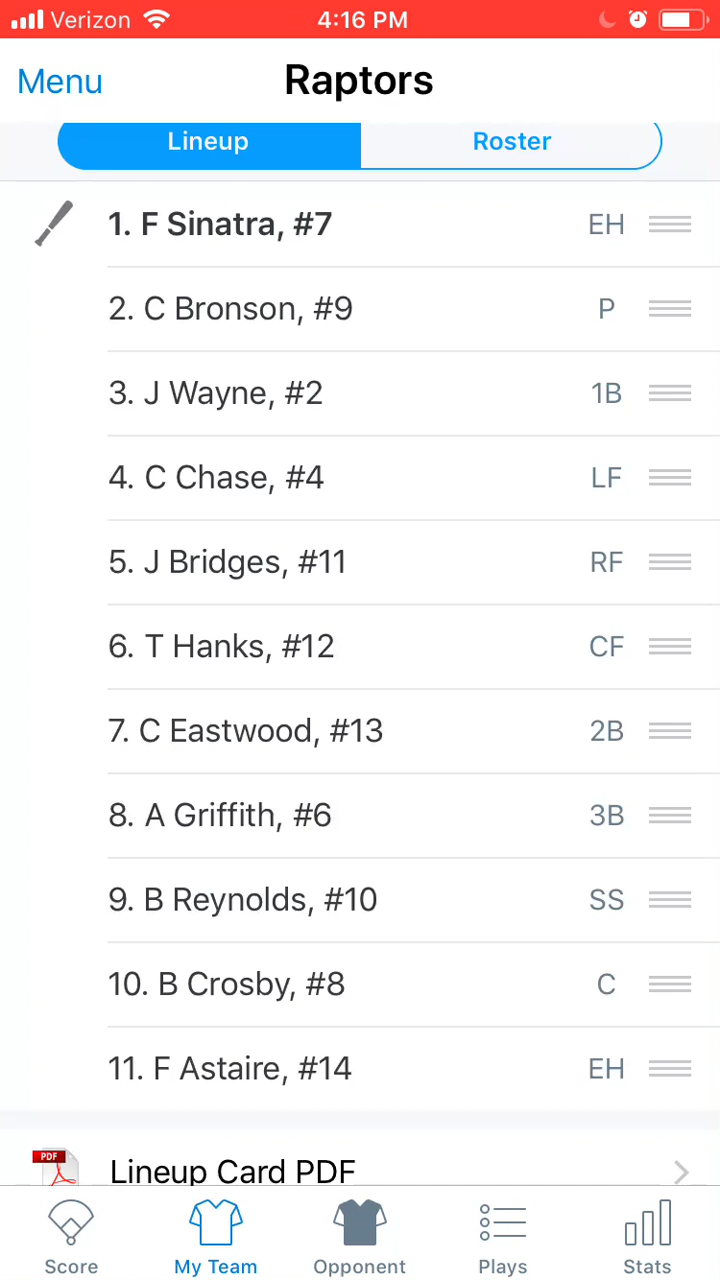 Verizon 4:16 PM
Menu Raptors
Lineup Roster
1. F Sinatra, #7 EH
2. C Bronson, #9 P
3. J Wayne, #2 1B
4. C Chase, #4 LF
5. J Bridges, #11 RF
6. T Hanks, #12 CF
7. C Eastwood, #13 2B
8. A Griffith, #6 3B
9. B Reynolds, #10 SS
10. B Crosby, #8 C
11. F Astaire, #14 EH
PDF Lineup Card PDF
Score My Team Opponent Plays Stats